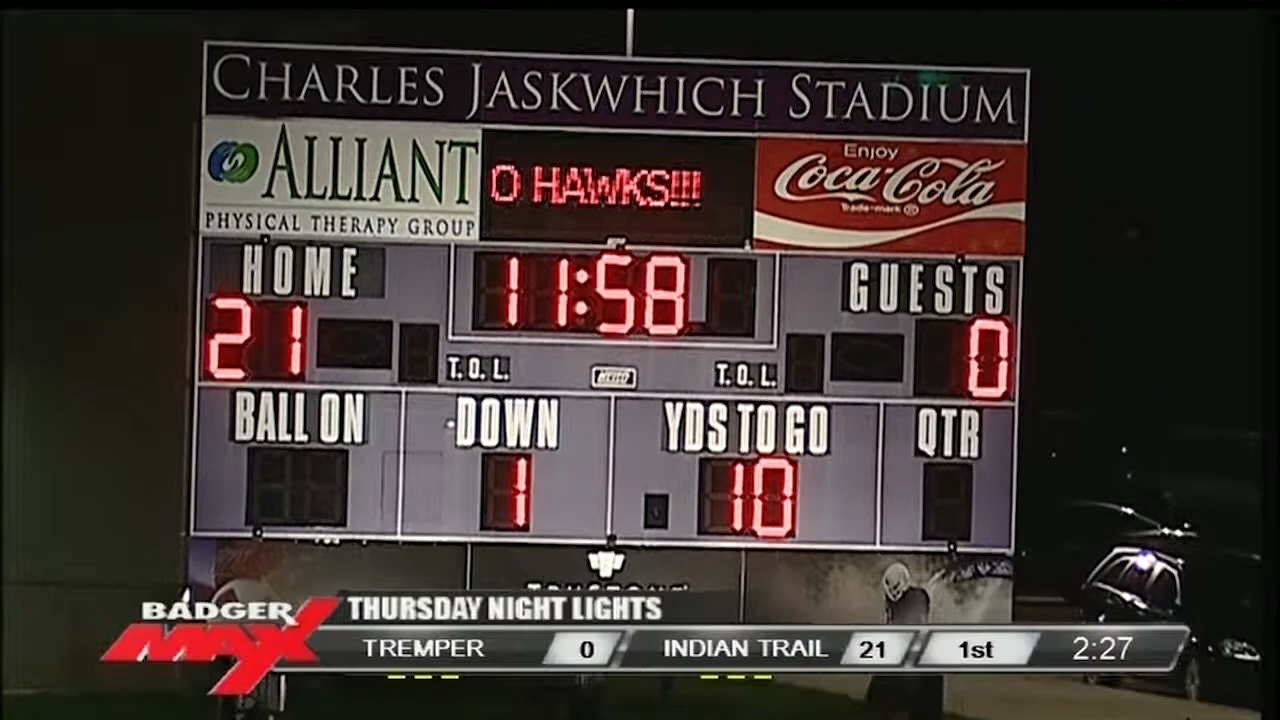 CHARLES JASKWHICH STADIUM
ALLIANT
PHYSICAL THERAPY GROUP
O HAWKS!!!
Enjoy
Coca-Cola
Trade-mark ®
HOME
11:58
GUESTS
21
0
T.O.L.
T.O.L.
BALL ON
DOWN
YDS TO GO
QTR
1
10
BADGER
MAX
THURSDAY NIGHT LIGHTS
TREMPER 0 INDIAN TRAIL 21 1st 2:27